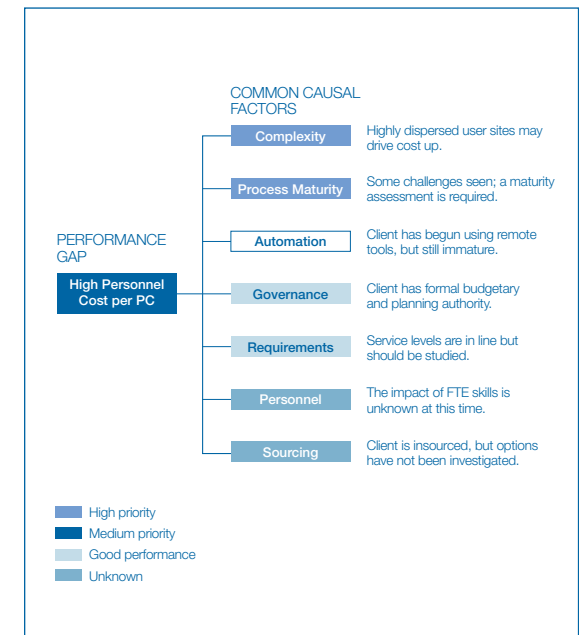 COMMON CAUSAL
FACTORS
Complexity
Highly dispersed user sites may
drive cost up.
Process Maturity
Some challenges seen; a maturity
assessment is required.
PERFORMANCE
GAP
High Personnel
Cost per PC
Automation
Client has begun using remote
tools, but still immature.
Governance
Client has formal budgetary
and planning authority.
Requirements
Service levels are in line but
should be studied.
Personnel
The impact of FTE skills is
unknown at this time.
Sourcing
Client is insourced, but options
have not been investigated.
High priority
Medium priority
Good performance
Unknown